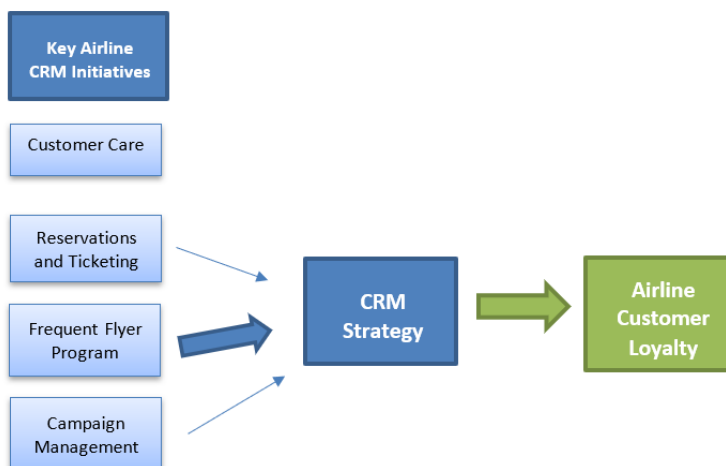 Key Airline
CRM Initiatives
Customer Care
Reservations
and Ticketing
Frequent Flyer
Program
Campaign
Management
CRM
Strategy
Airline
Customer
Loyalty